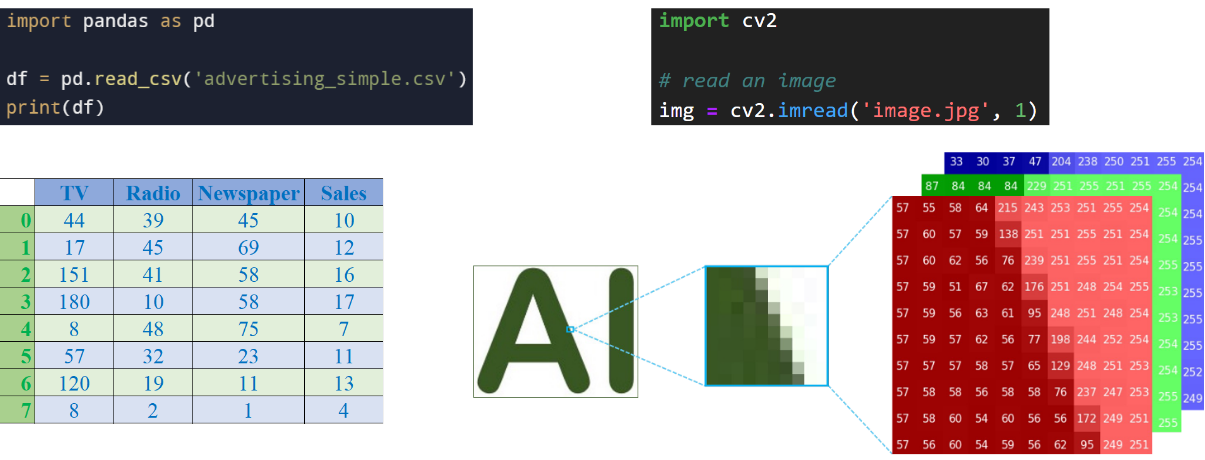 import pandas as pd
df = pd.read_csv('advertising_simple.csv')
print(df)
import cv2
# read an image
img = cv2.imread('image.jpg', 1)
TV Radio Newspaper Sales
0 44 39 45 10
1 17 45 69 12
2 151 41 58 16
3 180 10 58 17
4 8 48 75 7
5 57 32 23 11
6 120 19 11 13
7 8 2 1 4
AI
33 30 37 47 204 238 250 251 255 254
87 84 84 84 229 251 255 251 255 254 254
57 55 58 64 215 243 253 251 255 254 254 254
57 60 57 59 138 251 251 255 251 254 254 255
57 60 62 56 76 239 251 255 251 254 255 255
57 59 51 67 62 176 251 248 254 255 253 255
57 59 56 63 61 95 248 251 248 254 253 255
57 59 57 62 56 77 198 244 252 254 254 255
57 57 57 58 57 65 129 248 251 253 254 252
57 58 58 56 58 58 76 237 247 253 255 249
57 58 60 54 60 56 56 172 249 251 255
57 56 60 54 59 56 62 95 249 251